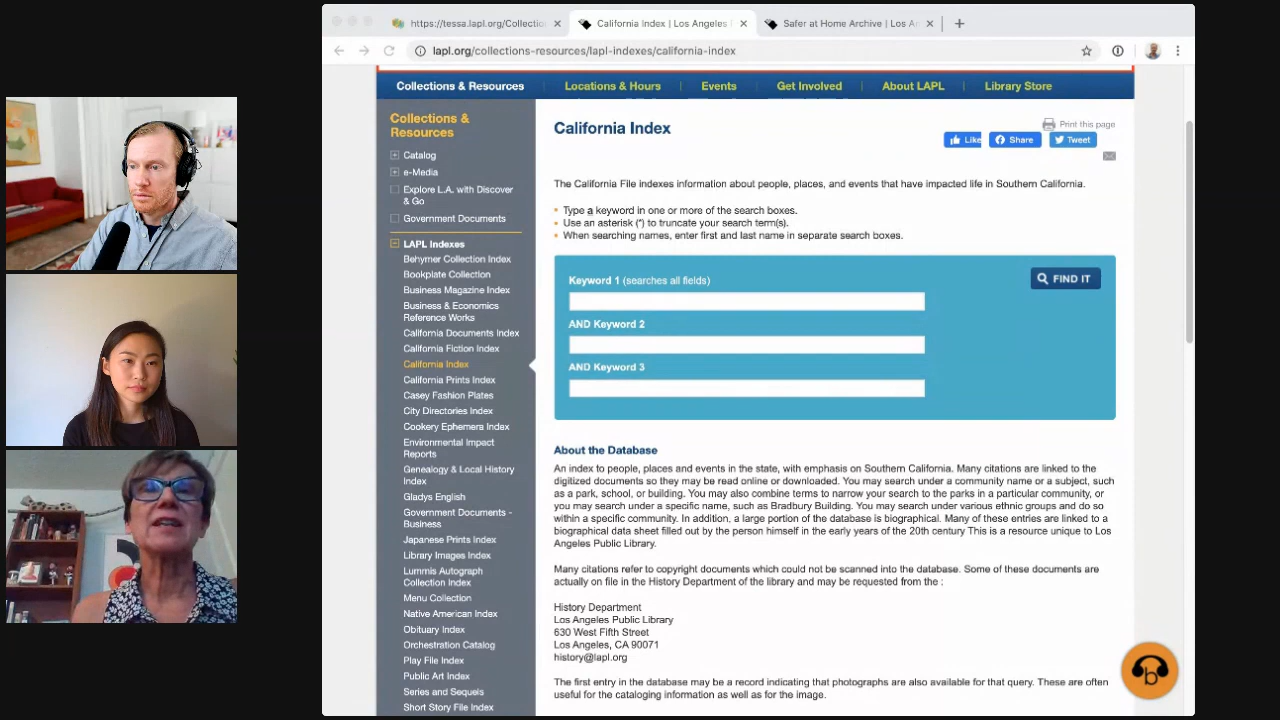 https://tessa.lapl.org/Collectio
California Index | Los Angeles
Safer at Home Archive | Los An
lapl.org/collections-resources/lapl-indexes/california-index
Collections & Resources
Locations & Hours
Events
Get Involved
About LAPL
Library Store
Collections &
Resources
Catalog
e-Media
Explore L.A. with Discover
& Go
Government Documents
LAPL Indexes
Behymer Collection Index
Bookplate Collection
Business Magazine Index
Business & Economics
Reference Works
California Documents Index
California Fiction Index
California Index
California Prints Index
Casey Fashion Plates
City Directories Index
Cookery Ephemera Index
Environmental Impact
Reports
Genealogy & Local History
Index
Gladys English
Government Documents -
Business
Japanese Prints Index
Library Images Index
Lummis Autograph
Collection Index
Menu Collection
Native American Index
Obituary Index
Orchestration Catalog
Play File Index
Public Art Index
Series and Sequels
Short Story File Index
California Index
Print this page
Like
Share
Tweet
The California File indexes information about people, places, and events that have impacted life in Southern California.
• Type a keyword in one or more of the search boxes.
• Use an asterisk (*) to truncate your search term(s).
• When searching names, enter first and last name in separate search boxes.
Keyword 1 (searches all fields)
FIND IT
AND Keyword 2
AND Keyword 3
About the Database
An index to people, places and events in the state, with emphasis on Southern California. Many citations are linked to the
digitized documents so they may be read online or downloaded. You may search under a community name or a subject, such
as a park, school, or building. You may also combine terms to narrow your search to the parks in a particular community, or
you may search under a specific name, such as Bradbury Building. You may search under various ethnic groups and do so
within a specific community. In addition, a large portion of the database is biographical. Many of these entries are linked to a
biographical data sheet filled out by the person himself in the early years of the 20th century This is a resource unique to Los
Angeles Public Library.
Many citations refer to copyright documents which could not be scanned into the database. Some of these documents are
actually on file in the History Department of the library and may be requested from the :
History Department
Los Angeles Public Library
630 West Fifth Street
Los Angeles, CA 90071
history@lapl.org
The first entry in the database may be a record indicating that photographs are also available for that query. These are often
useful for the cataloging information as well as for the image.
b